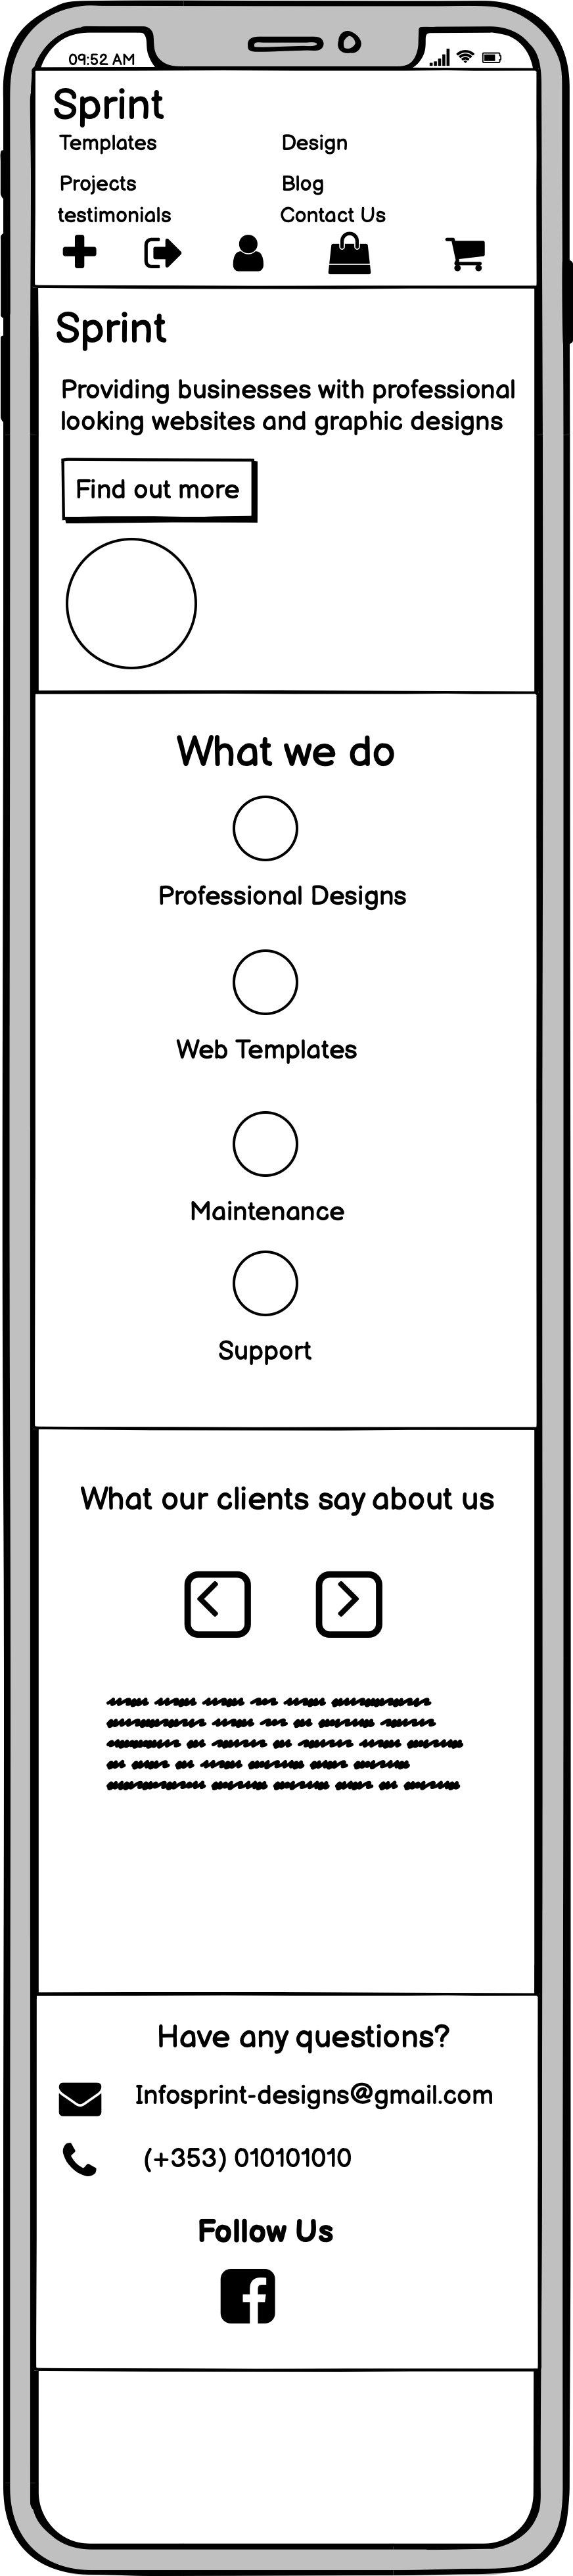 09:52 AM
Sprint
Templates Design
Projects Blog
testimonials Contact Us
Sprint
Providing businesses with professional
looking websites and graphic designs
Find out more
What we do
Professional Designs
Web Templates
Maintenance
Support
What our clients say about us
Have any questions?
Infosprint-designs@gmail.com
(+353) 010101010
Follow Us